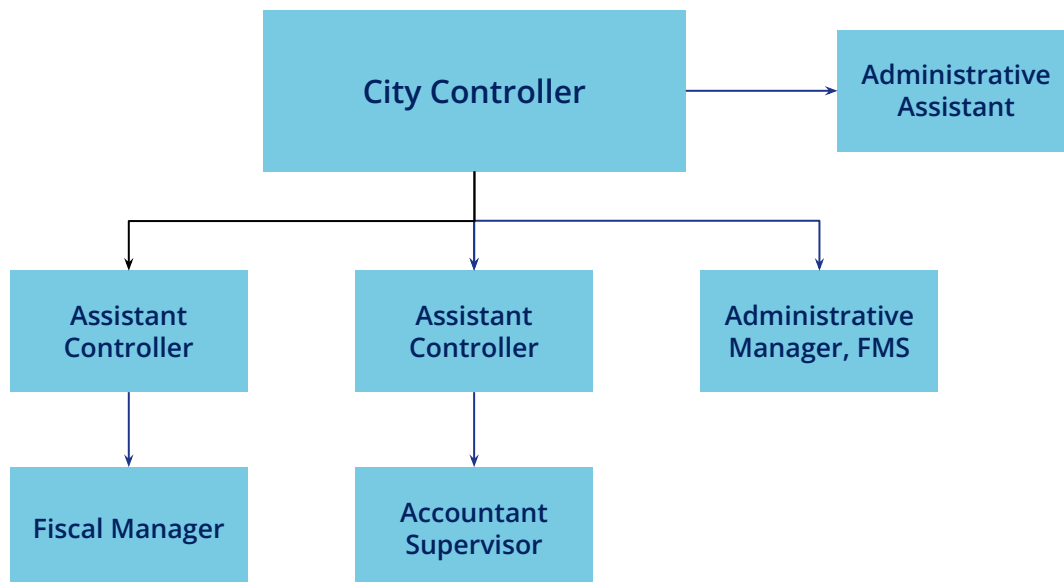 City Controller
Administrative
Assistant
Assistant
Controller
Assistant
Controller
Administrative
Manager, FMS
Fiscal Manager
Accountant
Supervisor